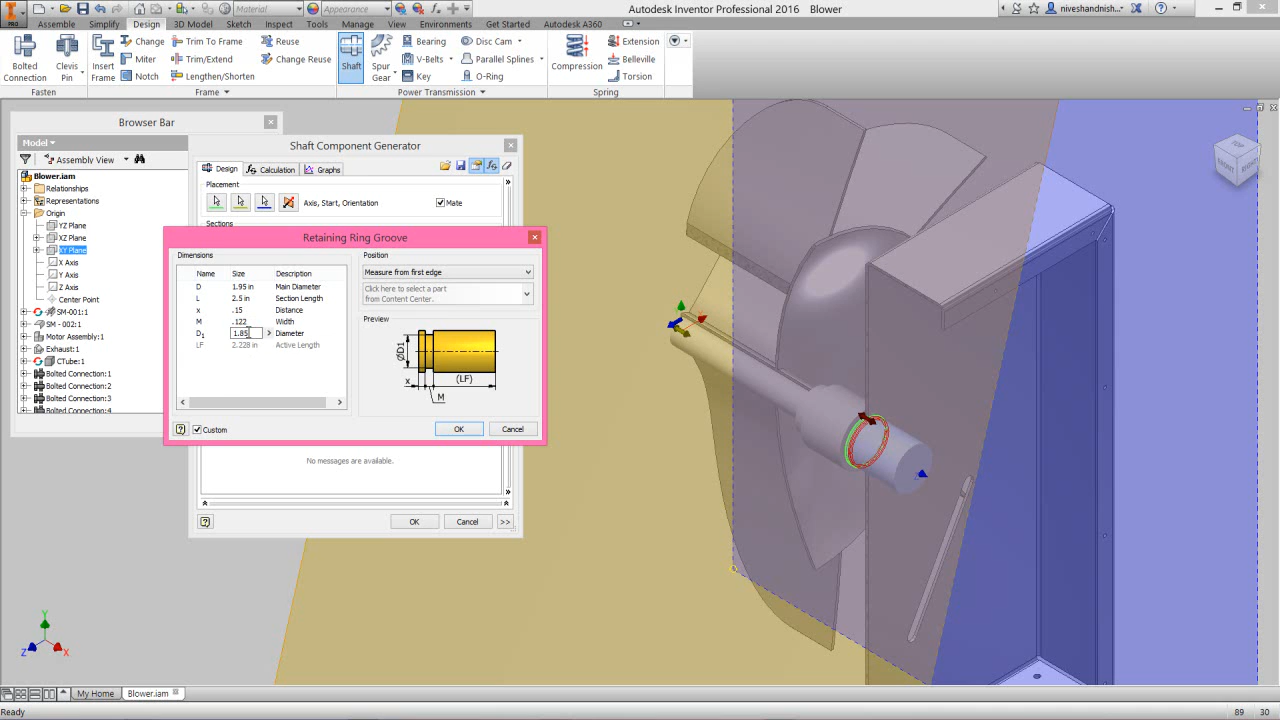 Autodesk Inventor Professional 2016 Blower
Material
Appearance
niveshandnish...
PRO
Assemble Simplify Design 3D Model Sketch Inspect Tools Manage View Environments Get Started Autodesk A360
Bolted Connection
Clevis Pin
Fasten
Insert Frame
Change
Miter
Notch
Trim To Frame
Trim/Extend
Lengthen/Shorten
Reuse
Change Reuse
Frame
Shaft
Spur Gear
Bearing
V-Belts
Key
Disc Cam
Parallel Splines
O-Ring
Power Transmission
Compression
Extension
Belleville
Torsion
Spring
Browser Bar
Model
Assembly View
Blower.iam
Relationships
Representations
Origin
YZ Plane
XZ Plane
XY Plane
X Axis
Y Axis
Z Axis
Center Point
SM-001:1
SM - 002:1
Motor Assembly:1
Exhaust:1
CTube:1
Bolted Connection:1
Bolted Connection:2
Bolted Connection:3
Bolted Connection:4
Shaft Component Generator
Design Calculation Graphs
Placement
Axis, Start, Orientation
Mate
Sections
Retaining Ring Groove
Dimensions
Name Size Description
D 1.95 in Main Diameter
L 2.5 in Section Length
x .15 Distance
M .122 Width
D1 1.85 Diameter
LF 2.228 in Active Length
Position
Measure from first edge
Click here to select a part
from Content Center.
Preview
ØD1
x
(LF)
M
Custom
OK Cancel
No messages are available.
OK Cancel >>
TOP
FRONT
RIGHT
Y
Z
X
My Home Blower.iam
Ready
89 30